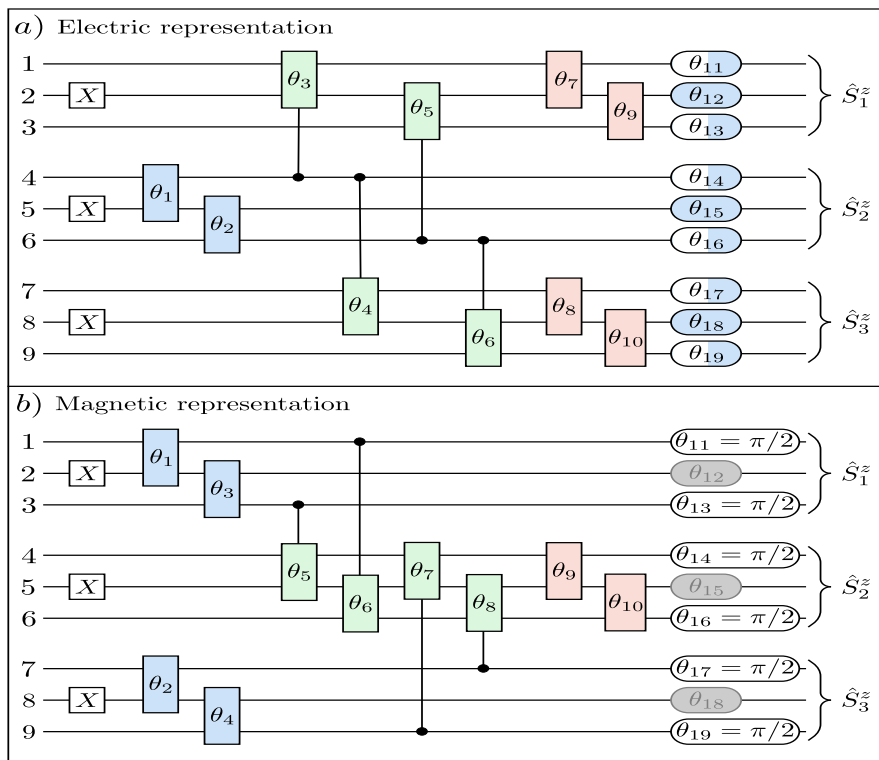 a) Electric representation
1 θ3 θ7 θ11
2 X θ5 θ9 θ12 Ŝ₁ᶻ
3 θ13
4 θ1 θ14
5 X θ2 θ15 Ŝ₂ᶻ
6 θ16
7 θ4 θ8 θ17
8 X θ6 θ10 θ18 Ŝ₃ᶻ
9 θ19
b) Magnetic representation
1 θ1 θ11 = π/2
2 X θ3 θ12 Ŝ₁ᶻ
3 θ13 = π/2
4 θ5 θ7 θ9 θ14 = π/2
5 X θ6 θ8 θ10 θ15 Ŝ₂ᶻ
6 θ16 = π/2
7 θ2 θ17 = π/2
8 X θ4 θ18 Ŝ₃ᶻ
9 θ19 = π/2